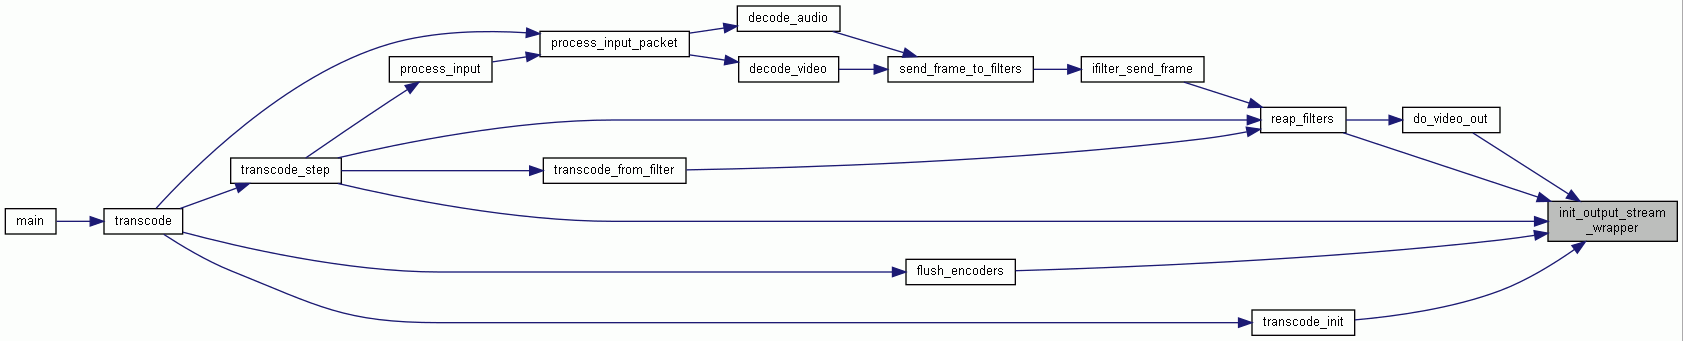 decode_audio
process_input_packet
process_input
decode_video
send_frame_to_filters
ifilter_send_frame
reap_filters
do_video_out
transcode_step
transcode_from_filter
main
transcode
init_output_stream
_wrapper
flush_encoders
transcode_init